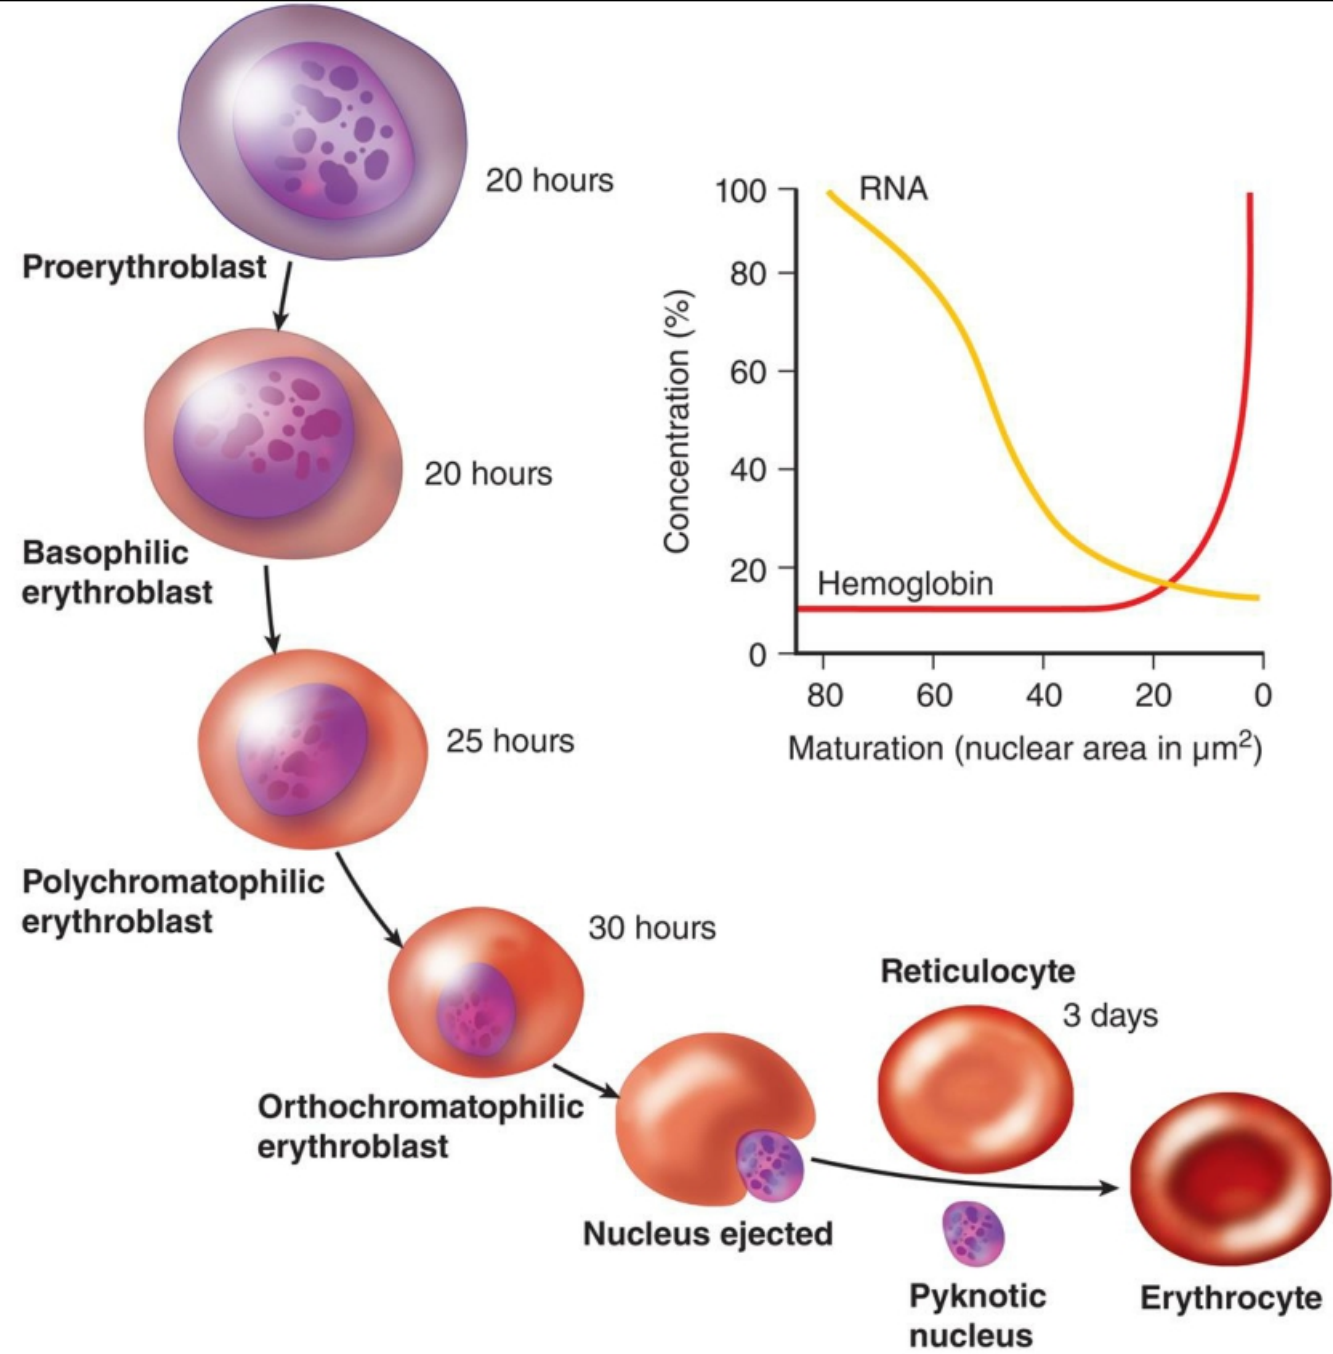 20 hours
Proerythroblast
20 hours
Basophilic
erythroblast
25 hours
Polychromatophilic
erythroblast
30 hours
Orthochromatophilic
erythroblast
Nucleus ejected
Reticulocyte
3 days
Pyknotic
nucleus
Erythrocyte
Concentration (%)
100
80
60
40
20
0
RNA
Hemoglobin
80 60 40 20 0
Maturation (nuclear area in µm²)